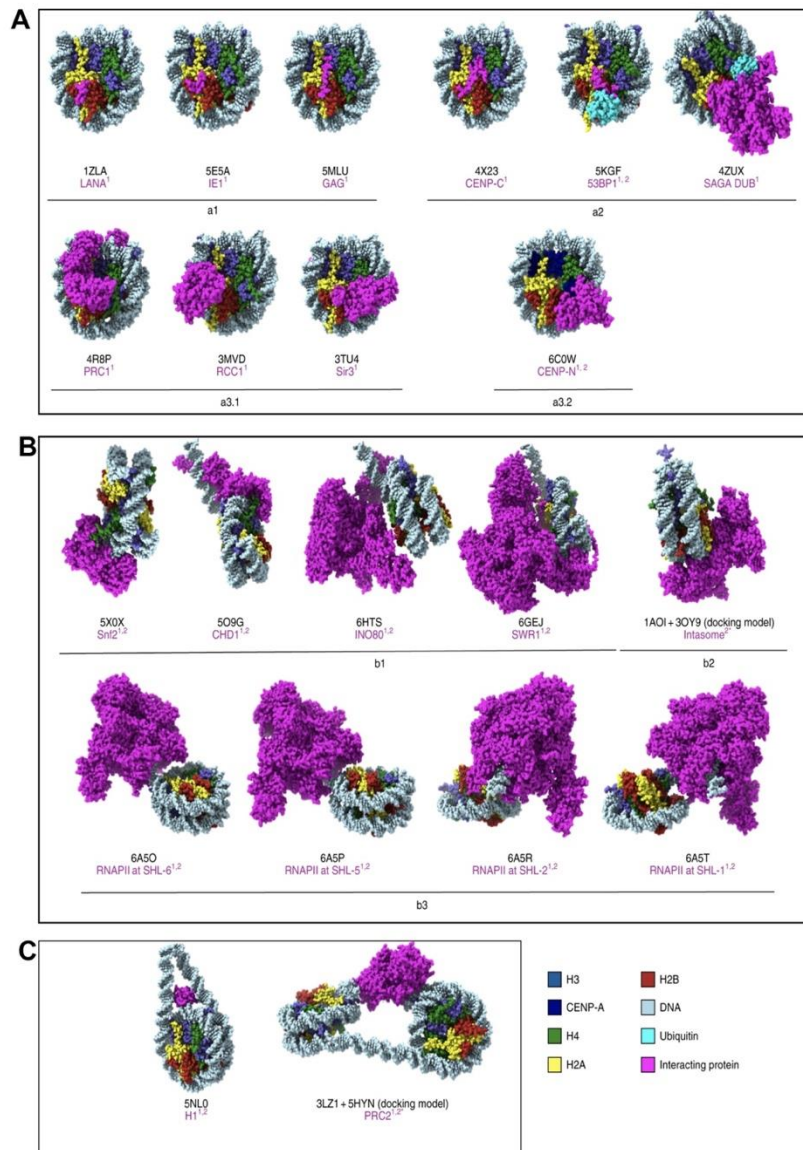 A
1ZLA 5E5A 5MLU 4X23 5KGF 4ZUX
LANA¹ IE1¹ GAG¹ CENP-C¹ 53BP1¹,² SAGA DUB¹
a1 a2
4R8P 3MVD 3TU4 6C0W
PRC1¹ RCC1¹ Sir3¹ CENP-N¹,²
a3.1 a3.2
B
5X0X 5O9G 6HTS 6GEJ 1AOI + 3OY9 (docking model)
Snf2¹,² CHD1¹,² INO80¹,² SWR1¹,² Intasome²*
b1 b2
6A5O 6A5P 6A5R 6A5T
RNAPII at SHL-6¹,² RNAPII at SHL-5¹,² RNAPII at SHL-2¹,² RNAPII at SHL-1¹,²
b3
C
5NL0 3LZ1 + 5HYN (docking model)
H1¹,² PRC2¹,²*
H3 H2B
CENP-A DNA
H4 Ubiquitin
H2A Interacting protein